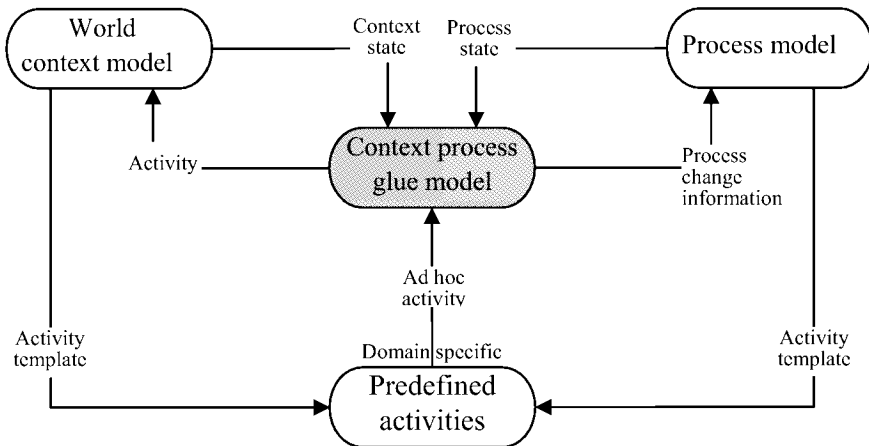 World
context model
Context
state
Process
state
Process model
Context process
glue model
Activity
Process
change
information
Ad hoc
activity
Activity
template
Activity
template
Domain specific
Predefined
activities